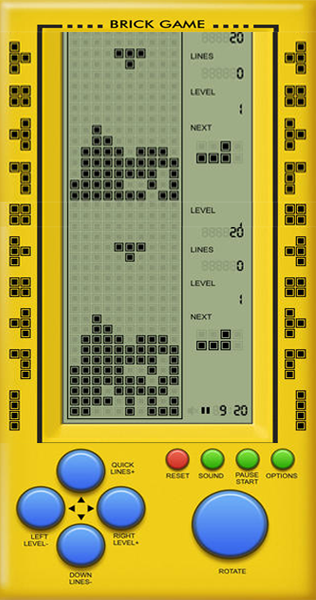 BRICK GAME
20
LINES
0
LEVEL
1
NEXT
LEVEL
20
LINES
0
LEVEL
1
NEXT
9 20
QUICK
LINES+
LEFT
LEVEL-
RIGHT
LEVEL+
DOWN
LINES-
RESET
SOUND
PAUSE
START
OPTIONS
ROTATE